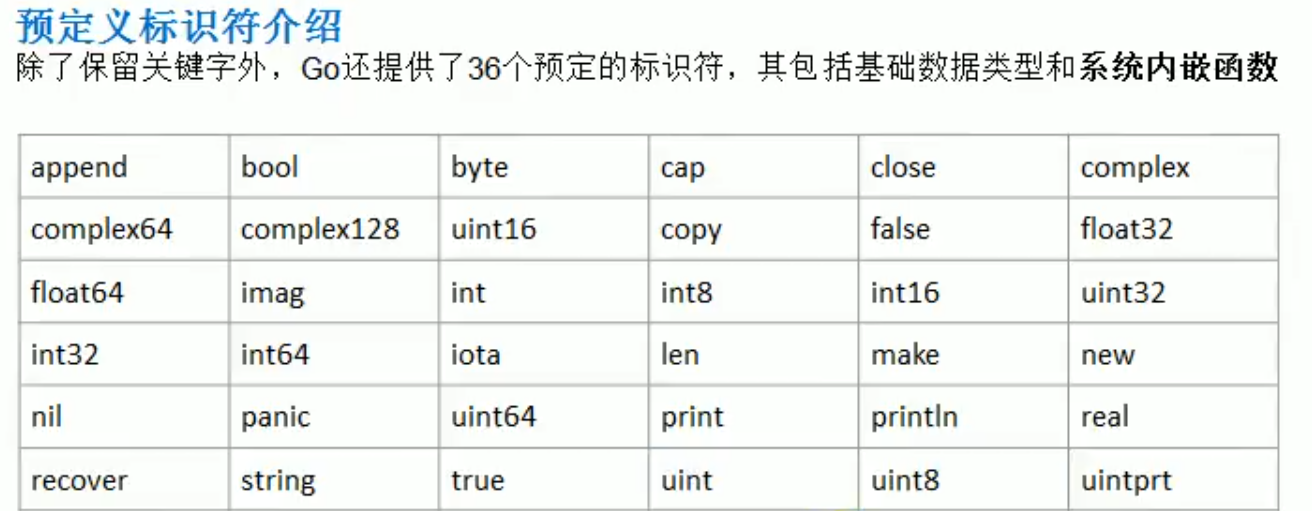 预定义标识符介绍
除了保留关键字外，Go还提供了36个预定的标识符，其包括基础数据类型和系统内嵌函数
append bool byte cap close complex
complex64 complex128 uint16 copy false float32
float64 imag int int8 int16 uint32
int32 int64 iota len make new
nil panic uint64 print println real
recover string true uint uint8 uintprt